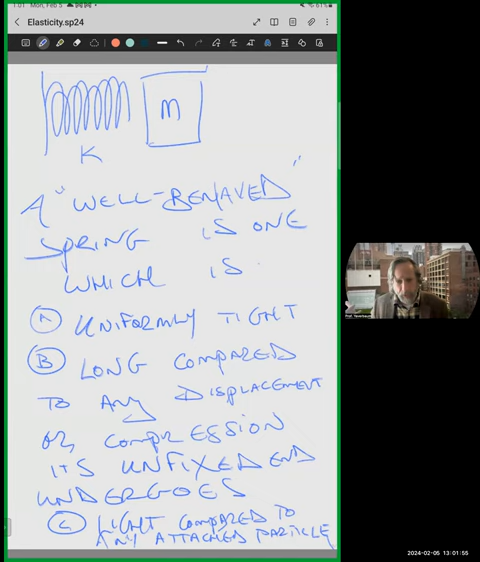 1:01 Mon, Feb 5
61%
Elasticity.sp24
m
K
A "WELL-BEHAVED"
SPRING IS ONE
WHICH IS
A UNIFORMLY TIGHT
B LONG COMPARED
TO ANY DISPLACEMENT
OR COMPRESSION
ITS UNFIXED END
UNDERGOES
C LIGHT COMPARED TO
ANY ATTACHED PARTICLE
2024-02-05 13:01:55